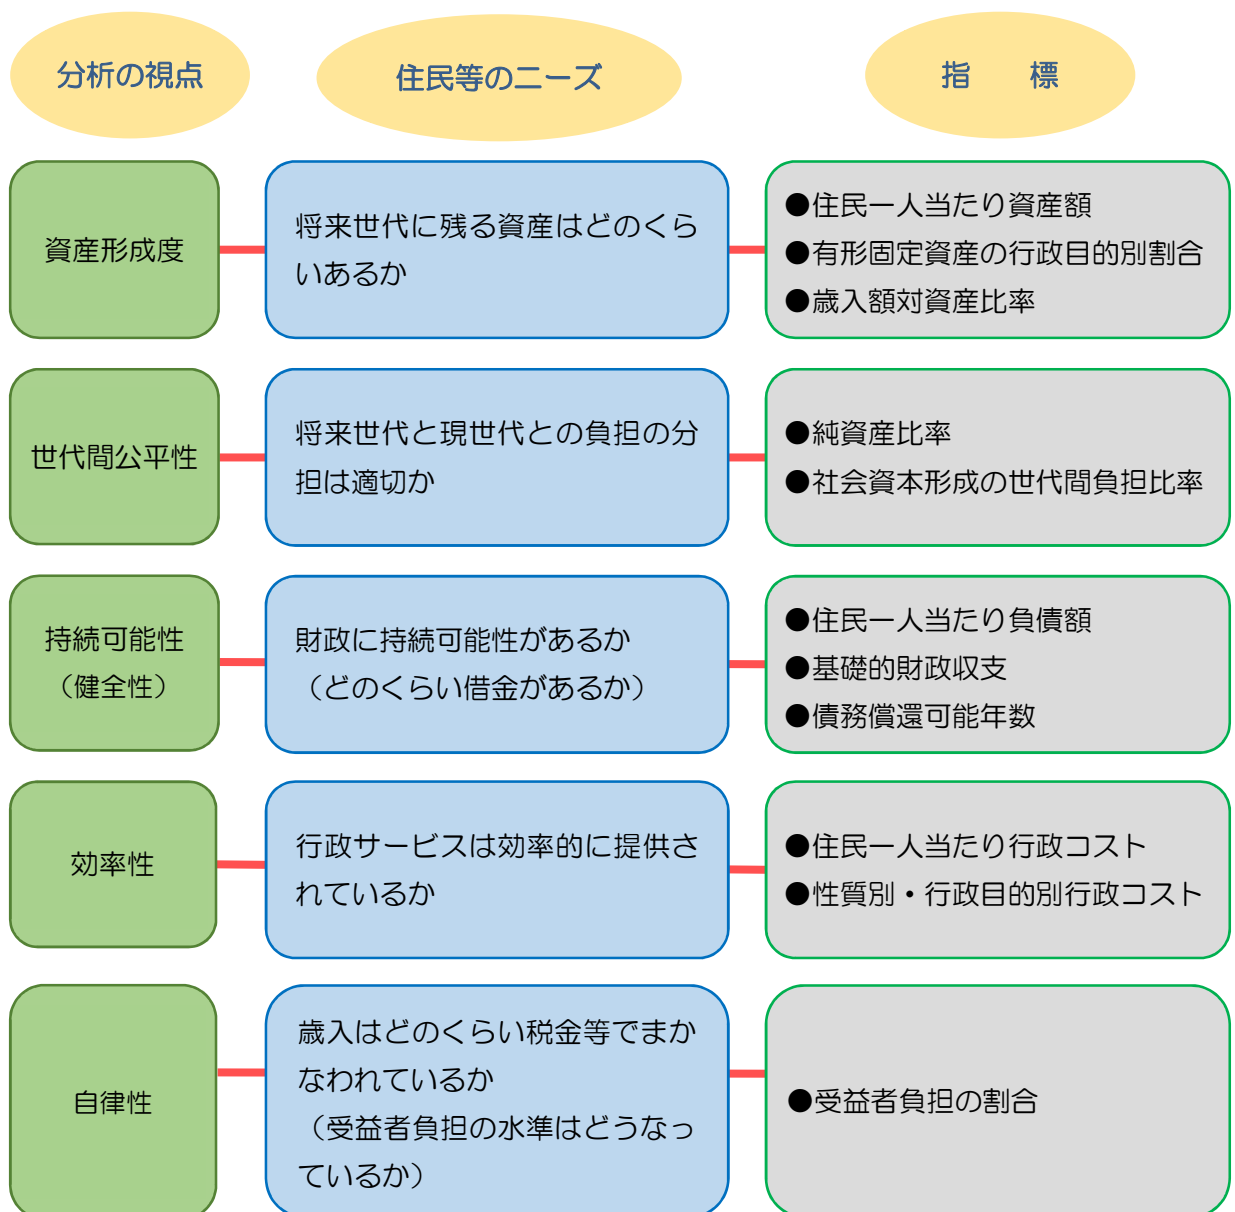 分析の視点
住民等のニーズ
指　　標
資産形成度
将来世代に残る資産はどのくら
いあるか
●住民一人当たり資産額
●有形固定資産の行政目的別割合
●歳入額対資産比率
世代間公平性
将来世代と現世代との負担の分
担は適切か
●純資産比率
●社会資本形成の世代間負担比率
持続可能性
（健全性）
財政に持続可能性があるか
（どのくらい借金があるか）
●住民一人当たり負債額
●基礎的財政収支
●債務償還可能年数
効率性
行政サービスは効率的に提供さ
れているか
●住民一人当たり行政コスト
●性質別・行政目的別行政コスト
自律性
歳入はどのくらい税金等でまか
なわれているか
（受益者負担の水準はどうなっ
ているか）
●受益者負担の割合